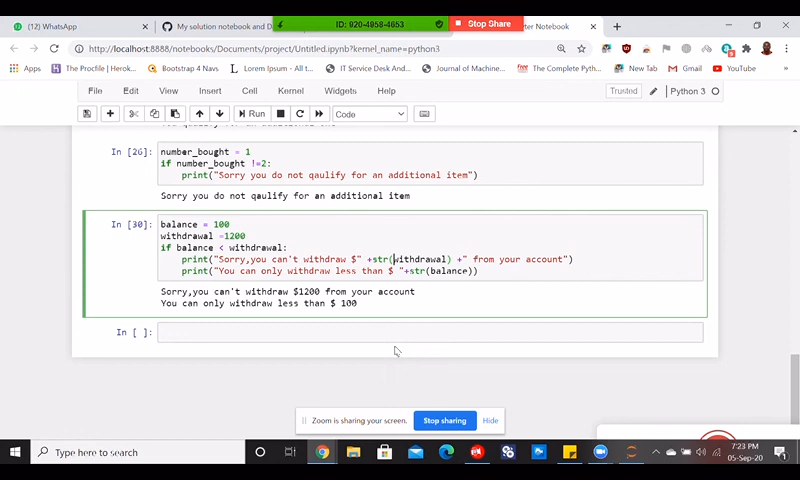 (12) WhatsApp
My solution notebook and D
ID: 920-4958-4653
Stop Share
ter Notebook
http://localhost:8888/notebooks/Documents/project/Untitled.ipynb?kernel_name=python3
Apps
The Procfile | Herok...
Bootstrap 4 Navs
Lorem Ipsum - All t...
IT Service Desk And...
Journal of Machine...
The Complete Pyth...
New Tab
Gmail
YouTube
File Edit View Insert Cell Kernel Widgets Help
Trusted
Python 3
Run
Code
In [26]:
number_bought = 1
if number_bought !=2:
print("Sorry you do not qaulify for an additional item")
Sorry you do not qaulify for an additional item
In [30]:
balance = 100
withdrawal =1200
if balance < withdrawal:
print("Sorry,you can't withdraw $" +str(withdrawal) +" from your account")
print("You can only withdraw less than $ "+str(balance))
Sorry,you can't withdraw $1200 from your account
You can only withdraw less than $ 100
In [ ]:
Zoom is sharing your screen.
Stop sharing
Hide
Type here to search
7:23 PM
05-Sep-20